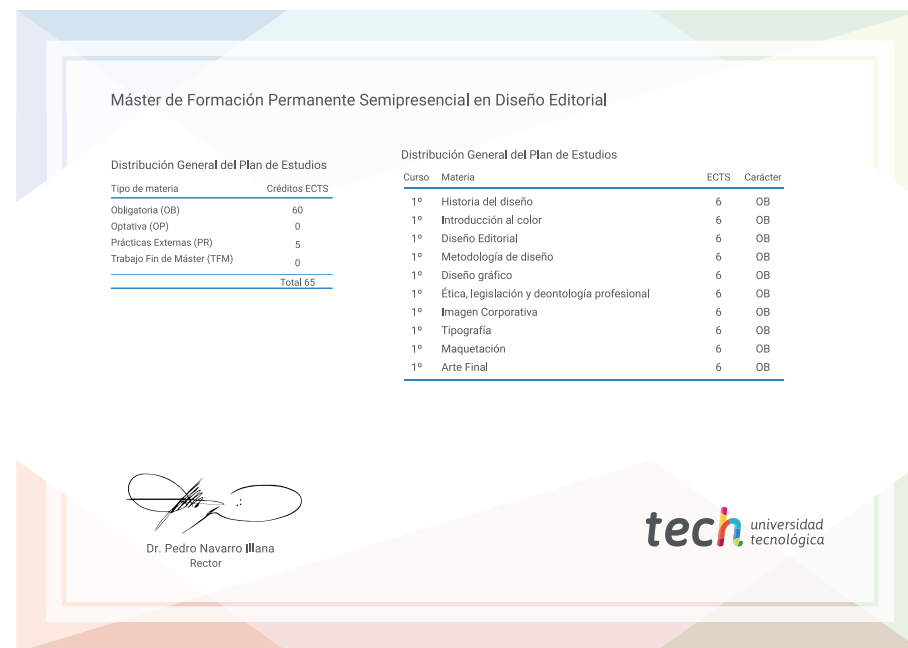 Máster de Formación Permanente Semipresencial en Diseño Editorial
Distribución General del Plan de Estudios
Tipo de materia Créditos ECTS
Obligatoria (OB) 60
Optativa (OP) 0
Prácticas Externas (PR) 5
Trabajo Fin de Máster (TFM) 0
Total 65
Distribución General del Plan de Estudios
Curso Materia ECTS Carácter
1º Historia del diseño 6 OB
1º Introducción al color 6 OB
1º Diseño Editorial 6 OB
1º Metodología de diseño 6 OB
1º Diseño gráfico 6 OB
1º Ética, legislación y deontología profesional 6 OB
1º Imagen Corporativa 6 OB
1º Tipografía 6 OB
1º Maquetación 6 OB
1º Arte Final 6 OB
Dr. Pedro Navarro Illana
Rector
tech universidad
tecnológica